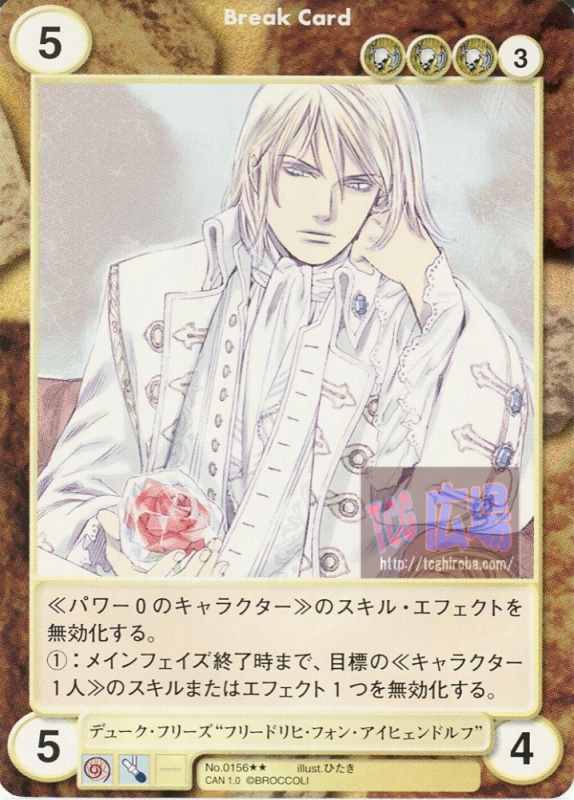 Break Card
5
3
TCG広場
http://tcghiroba.com/
≪パワー0のキャラクター≫のスキル・エフェクトを
無効化する。
①：メインフェイズ終了時まで、目標の≪キャラクター
1人≫のスキルまたはエフェクト1つを無効化する。
デューク・フリーズ“フリードリヒ・フォン・アイヒェンドルフ”
5
4
No.0156★★ illust.ひたき
CAN 1.0 ©BROCCOLI